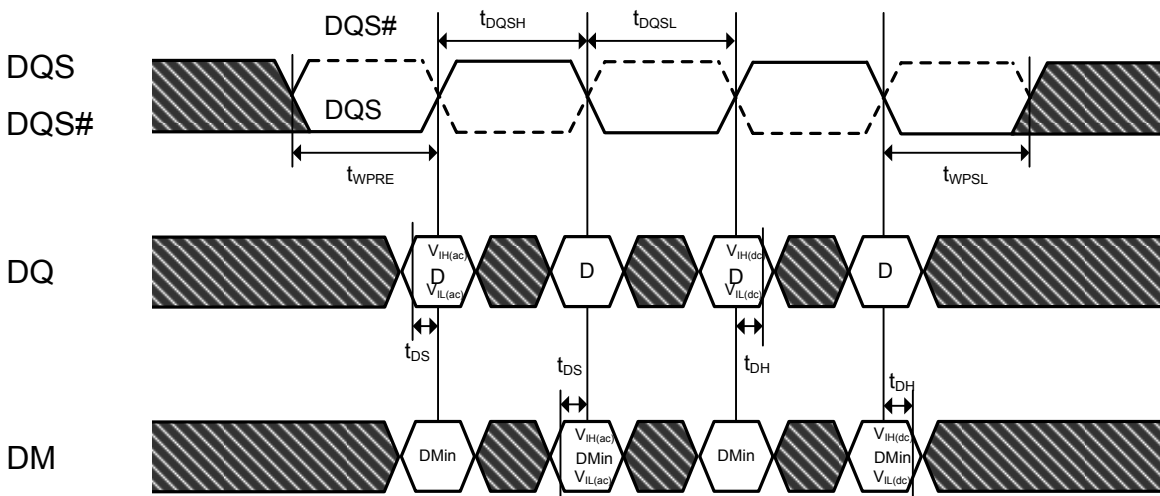 DQS# tDQSH tDQSL
DQS
DQS
DQS#
tWPRE tWPSL
DQ
VIH(ac) VIH(dc)
D D D D
VIL(ac) VIL(dc)
tDS tDS tDH tDH
DM
VIH(ac) VIH(dc)
DMin DMin DMin DMin
VIL(ac) VIL(dc)